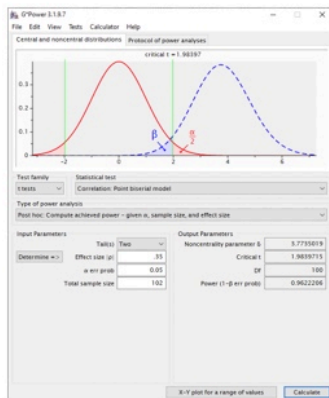 G*Power 3.1.9.7
File Edit View Tests Calculator Help
Central and noncentral distributions Protocol of power analyses
critical t = 1.98397
0.3
0.2
0.1
0
-2 0 2 4 6
β α/2
Test family Statistical test
t tests Correlation: Point biserial model
Type of power analysis
Post hoc: Compute achieved power – given α, sample size, and effect size
Input Parameters Output Parameters
Tail(s) Two Noncentrality parameter δ 3.7735019
Determine => Effect size |ρ| .35 Critical t 1.9839715
α err prob 0.05 Df 100
Total sample size 102 Power (1-β err prob) 0.9622206
X-Y plot for a range of values Calculate